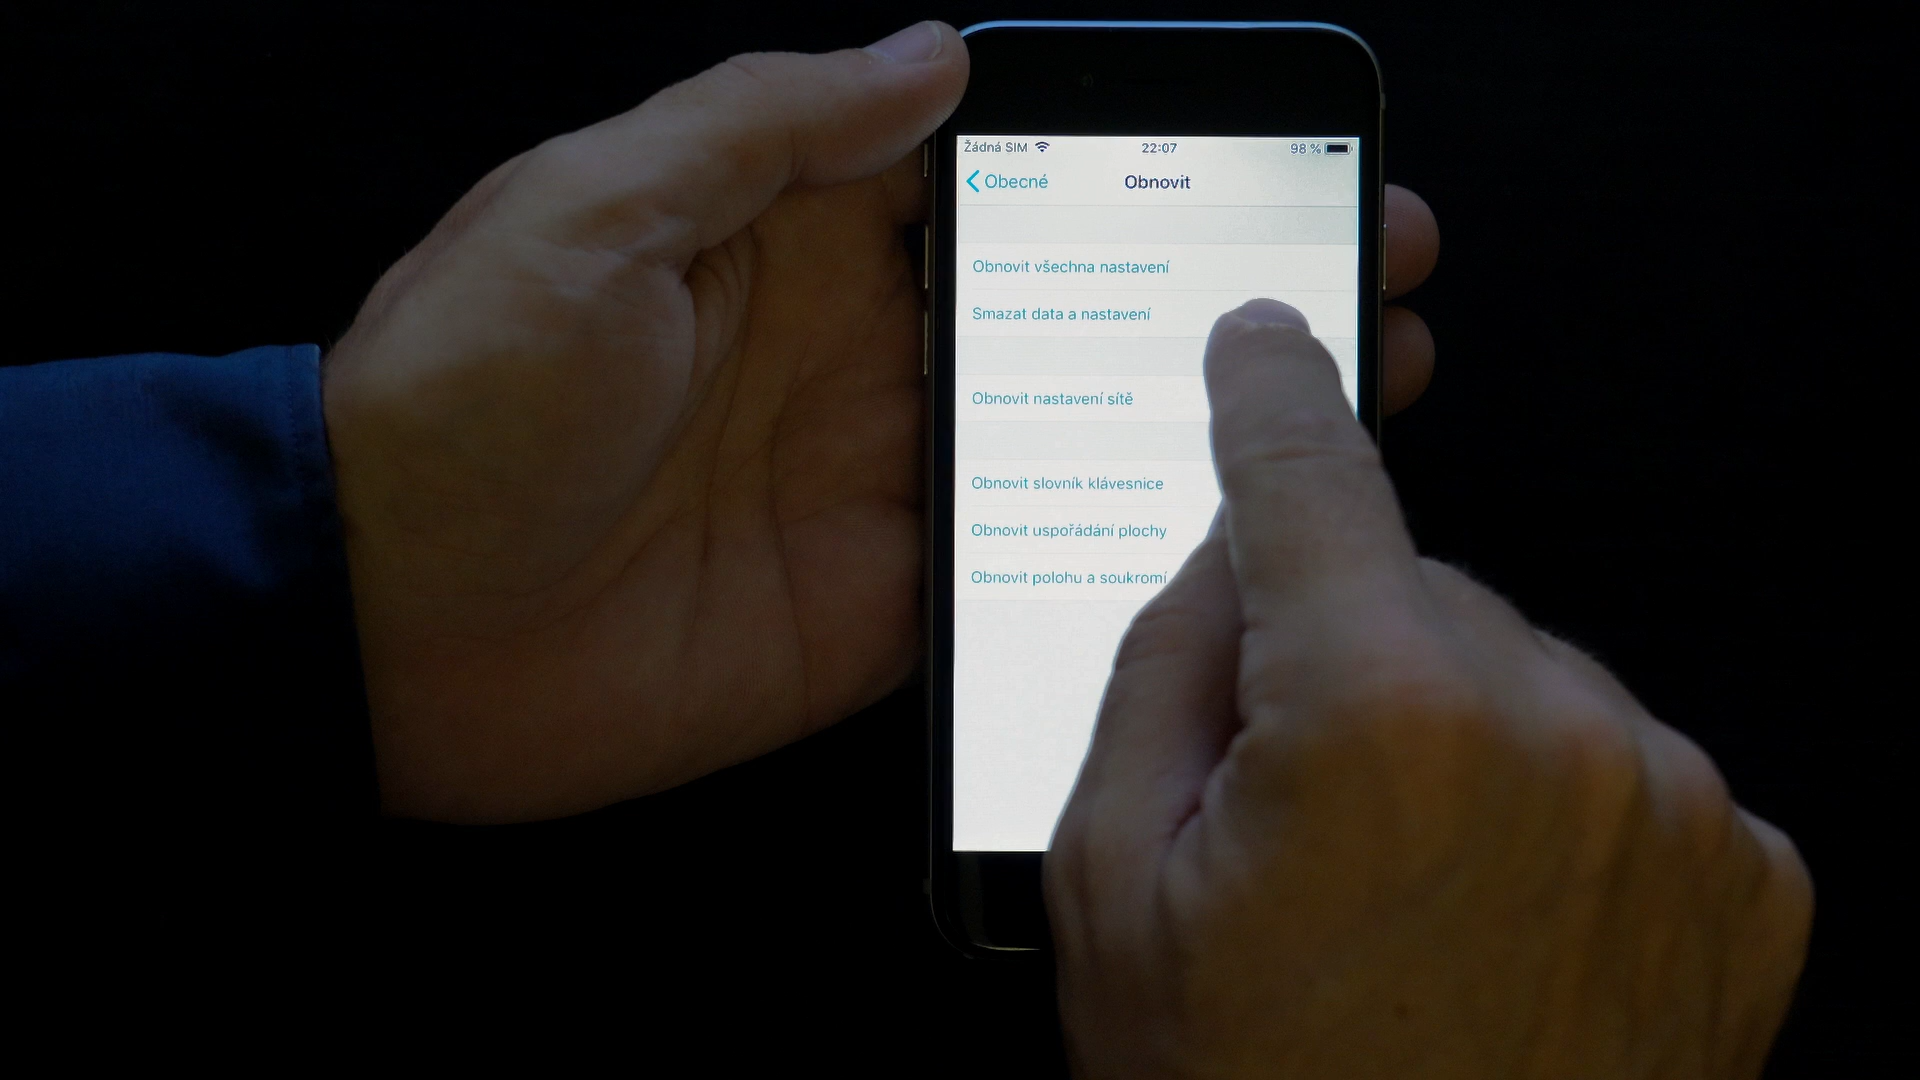 Žádná SIM 22:07 98 %
Obecné Obnovit
Obnovit všechna nastavení
Smazat data a nastavení
Obnovit nastavení sítě
Obnovit slovník klávesnice
Obnovit uspořádání plochy
Obnovit polohu a soukromí